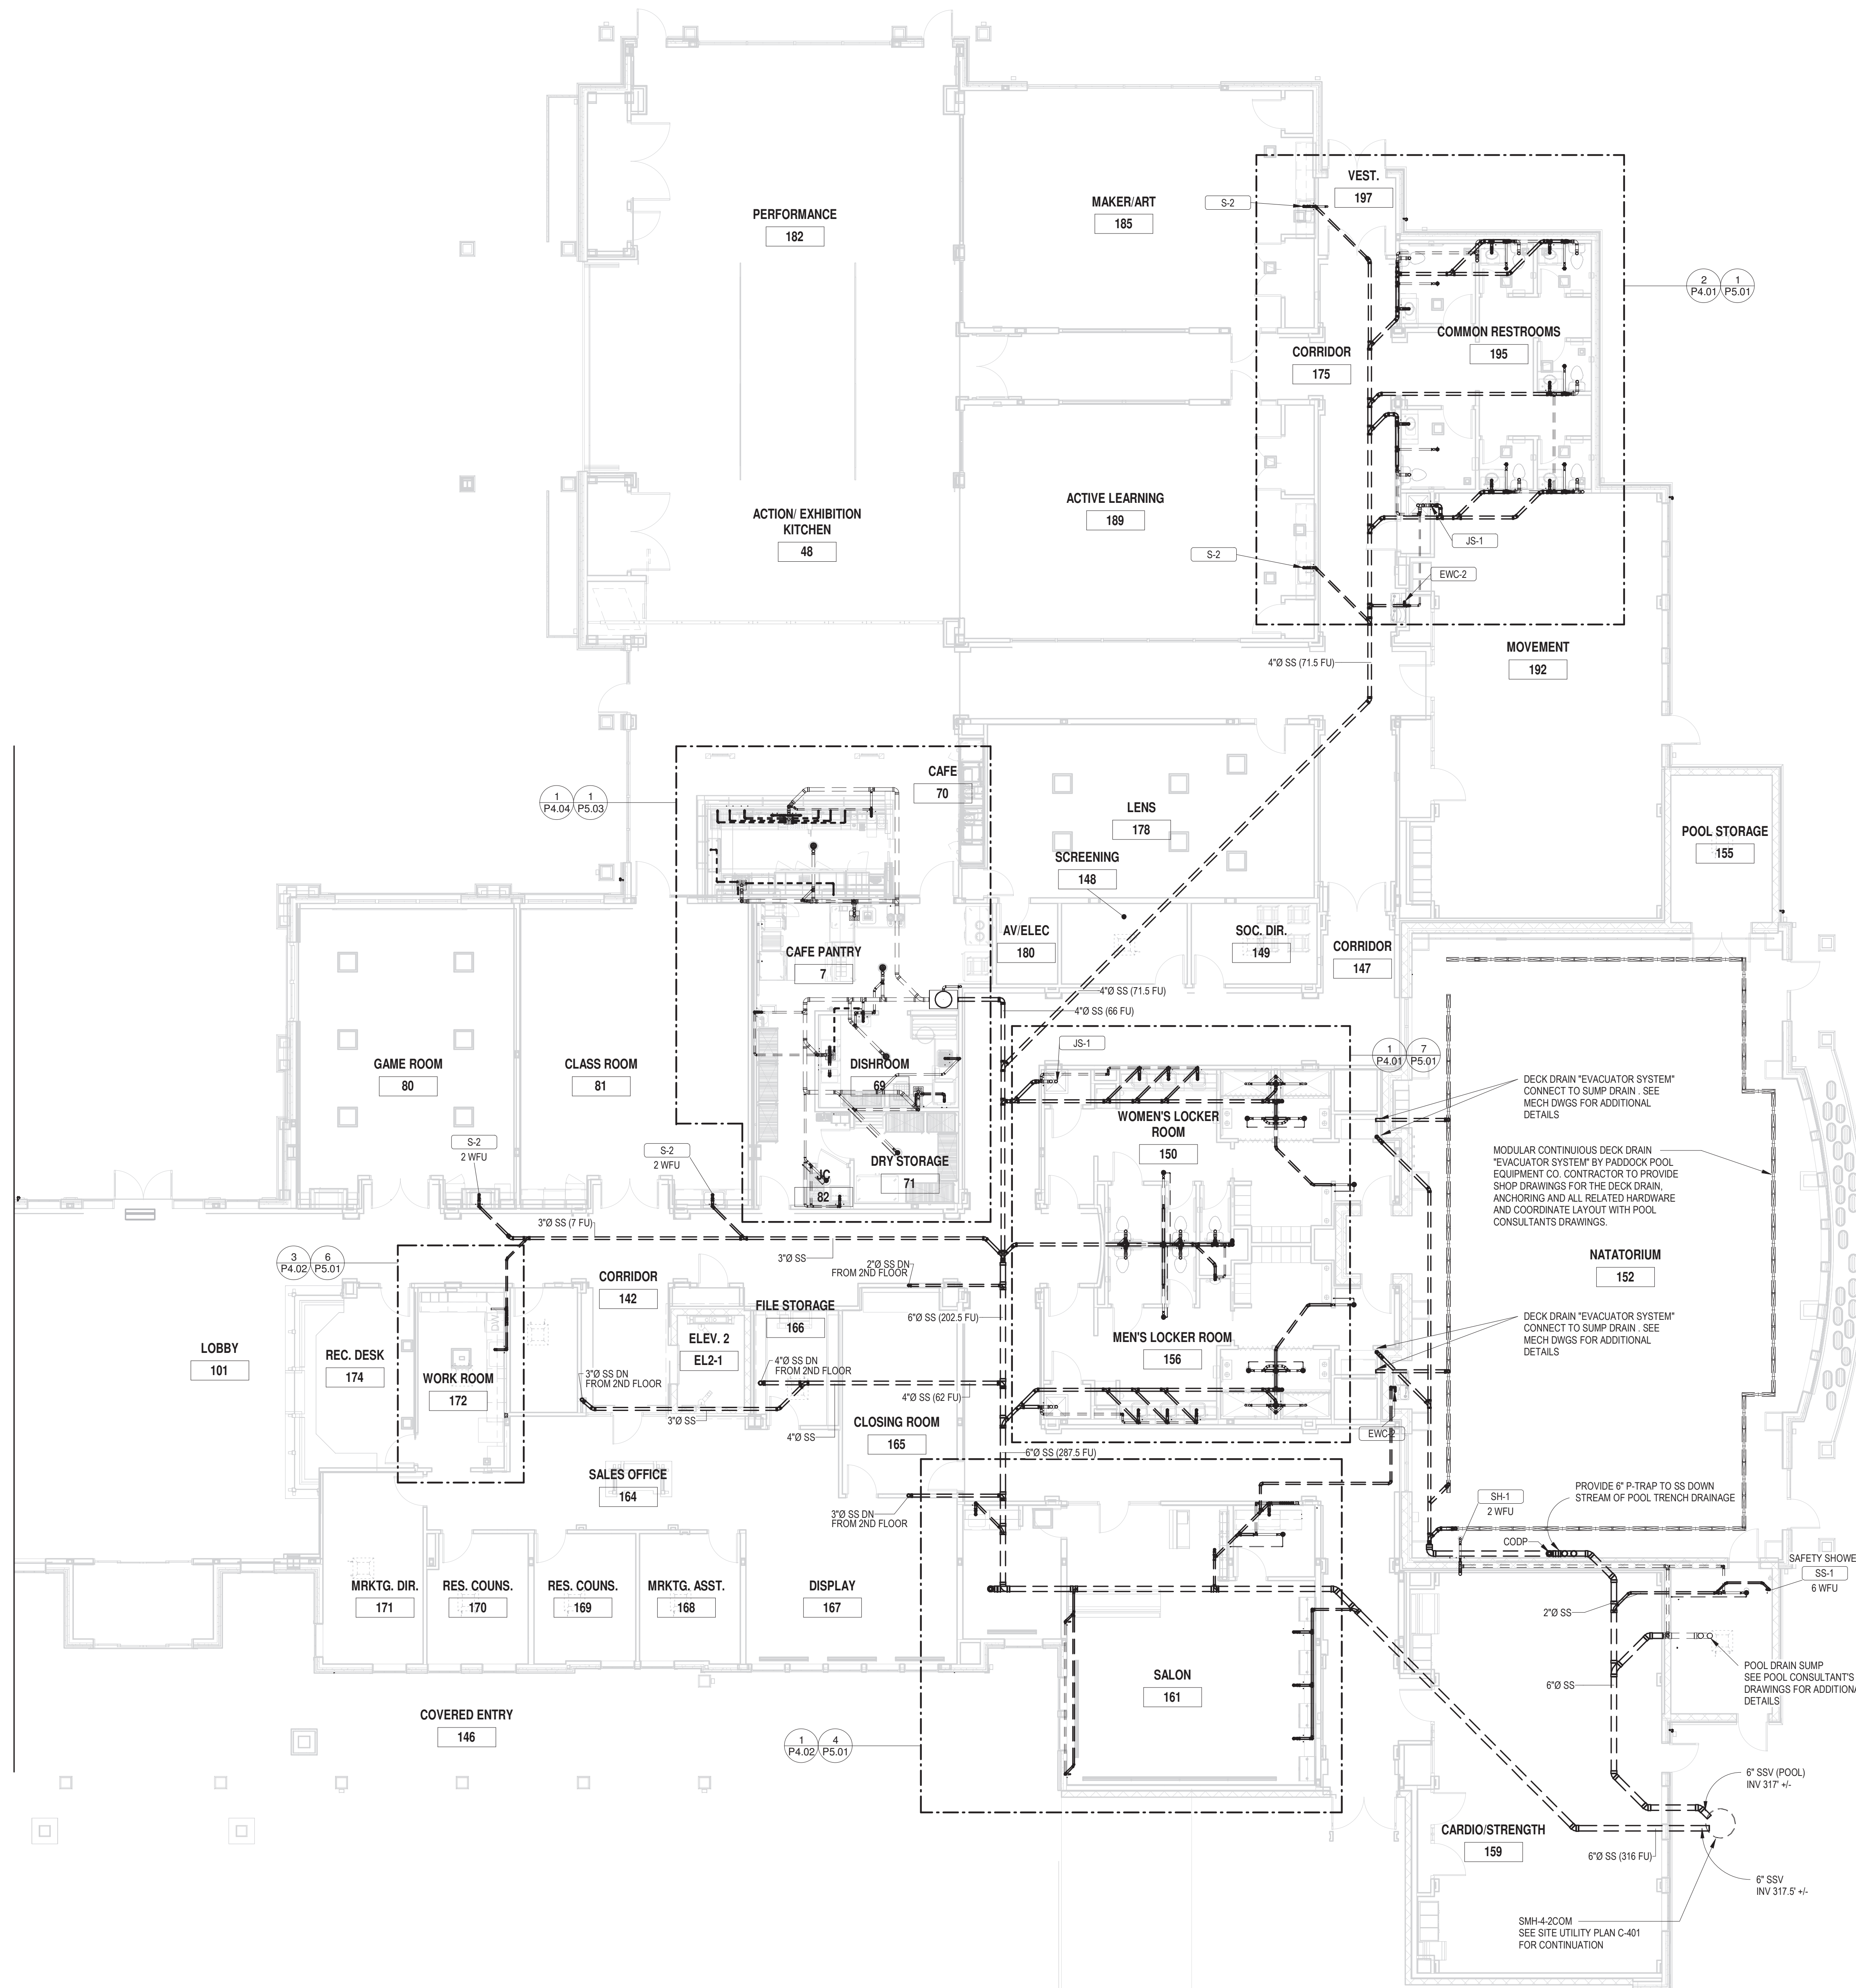 PERFORMANCE
182
MAKER/ART
185
VEST.
197
S-2
2
P4.01
1
P5.01
COMMON RESTROOMS
195
CORRIDOR
175
ACTION/ EXHIBITION
KITCHEN
48
ACTIVE LEARNING
189
S-2
JS-1
EWC-2
MOVEMENT
192
4"Ø SS (71.5 FU)
CAFE
70
1
P4.04
1
P5.03
LENS
178
SCREENING
148
POOL STORAGE
155
CAFE PANTRY
7
AV/ELEC
180
SOC. DIR.
149
CORRIDOR
147
4"Ø SS (71.5 FU)
4"Ø SS (66 FU)
GAME ROOM
80
CLASS ROOM
81
DISHROOM
69
JS-1
1
P4.01
7
P5.01
DECK DRAIN "EVACUATOR SYSTEM"
CONNECT TO SUMP DRAIN . SEE
MECH DWGS FOR ADDITIONAL
DETAILS
WOMEN'S LOCKER
ROOM
150
MODULAR CONTINUOUS DECK DRAIN
"EVACUATOR SYSTEM" BY PADDOCK POOL
EQUIPMENT CO. CONTRACTOR TO PROVIDE
SHOP DRAWINGS FOR THE DECK DRAIN,
ANCHORING AND ALL RELATED HARDWARE
AND COORDINATE LAYOUT WITH POOL
CONSULTANTS DRAWINGS.
S-2
2 WFU
S-2
2 WFU
DRY STORAGE
71
82
3"Ø SS (7 FU)
3"Ø SS
2"Ø SS DN
FROM 2ND FLOOR
NATATORIUM
152
3
P4.02
6
P5.01
CORRIDOR
142
FILE STORAGE
166
6"Ø SS (202.5 FU)
DECK DRAIN "EVACUATOR SYSTEM"
CONNECT TO SUMP DRAIN . SEE
MECH DWGS FOR ADDITIONAL
DETAILS
LOBBY
101
REC. DESK
174
DW
WORK ROOM
172
ELEV. 2
EL2-1
MEN'S LOCKER ROOM
156
3"Ø SS DN
FROM 2ND FLOOR
4"Ø SS DN
FROM 2ND FLOOR
4"Ø SS (62 FU)
3"Ø SS
4"Ø SS
CLOSING ROOM
165
EWC-2
6"Ø SS (287.5 FU)
SALES OFFICE
164
3"Ø SS DN
FROM 2ND FLOOR
SH-1
2 WFU
PROVIDE 6" P-TRAP TO SS DOWN
STREAM OF POOL TRENCH DRAINAGE
CODP
SAFETY SHOWE
SS-1
6 WFU
MRKTG. DIR.
171
RES. COUNS.
170
RES. COUNS.
169
MRKTG. ASST.
168
DISPLAY
167
2"Ø SS
SALON
161
6"Ø SS
POOL DRAIN SUMP
SEE POOL CONSULTANT'S
DRAWINGS FOR ADDITIONA
DETAILS
COVERED ENTRY
146
1
P4.02
4
P5.01
6" SSV (POOL)
INV 317' +/-
CARDIO/STRENGTH
159
6"Ø SS (316 FU)
6" SSV
INV 317.5' +/-
SMH-4-2COM
SEE SITE UTILITY PLAN C-401
FOR CONTINUATION